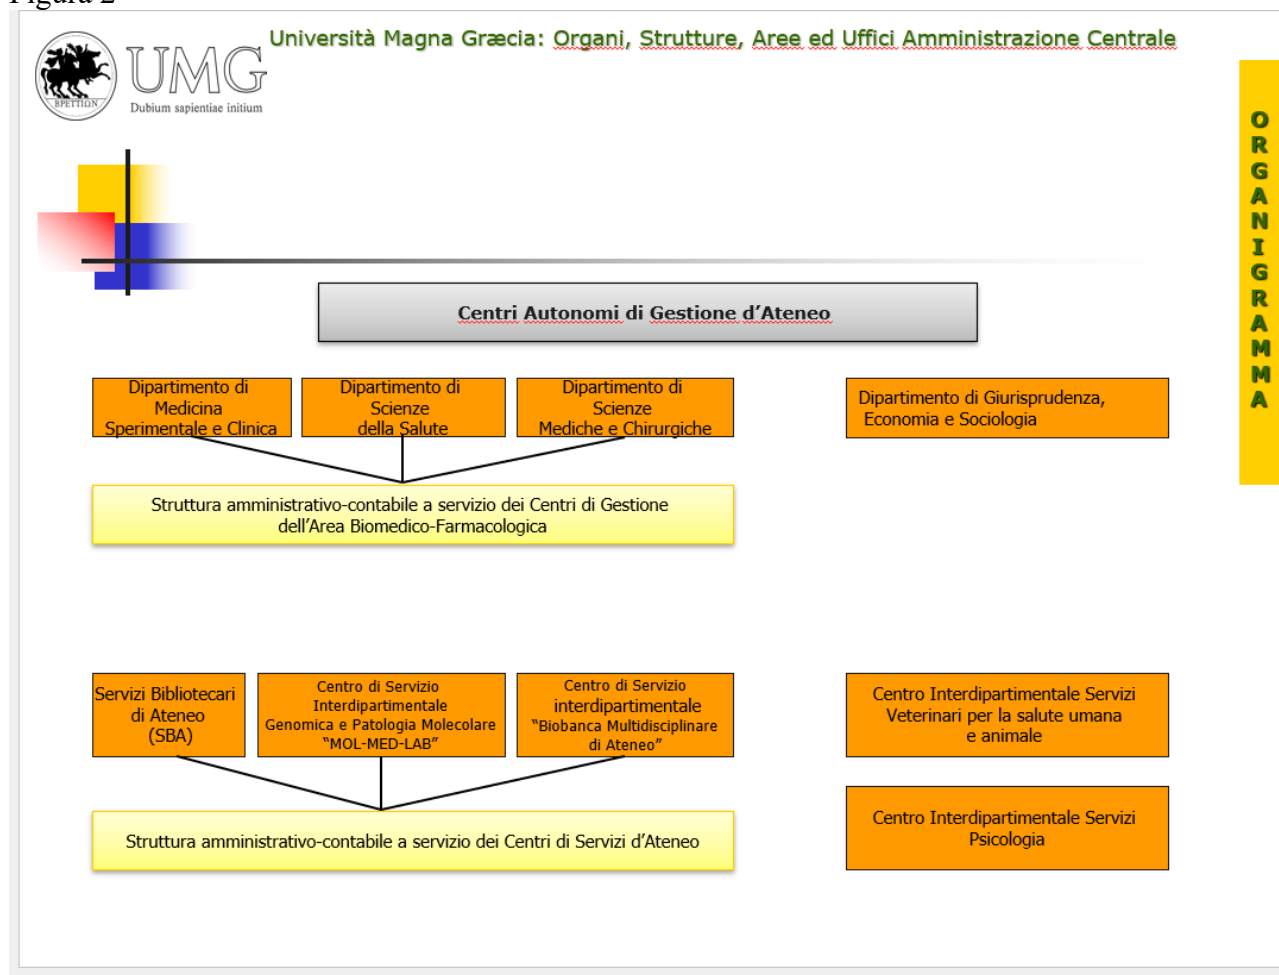 Figura 2
Università Magna Græcia: Organi, Strutture, Aree ed Uffici Amministrazione Centrale
UMG
Dubium sapientiae initium
ΒΡΕΤΤΙΩΝ
ORGANIGRAMMA
Centri Autonomi di Gestione d’Ateneo
Dipartimento di
Medicina
Sperimentale e Clinica
Dipartimento di
Scienze
della Salute
Dipartimento di
Scienze
Mediche e Chirurgiche
Dipartimento di Giurisprudenza,
Economia e Sociologia
Struttura amministrativo-contabile a servizio dei Centri di Gestione
dell’Area Biomedico-Farmacologica
Servizi Bibliotecari
di Ateneo
(SBA)
Centro di Servizio
Interdipartimentale
Genomica e Patologia Molecolare
“MOL-MED-LAB”
Centro di Servizio
interdipartimentale
“Biobanca Multidisciplinare
di Ateneo”
Centro Interdipartimentale Servizi
Veterinari per la salute umana
e animale
Centro Interdipartimentale Servizi
Psicologia
Struttura amministrativo-contabile a servizio dei Centri di Servizi d’Ateneo